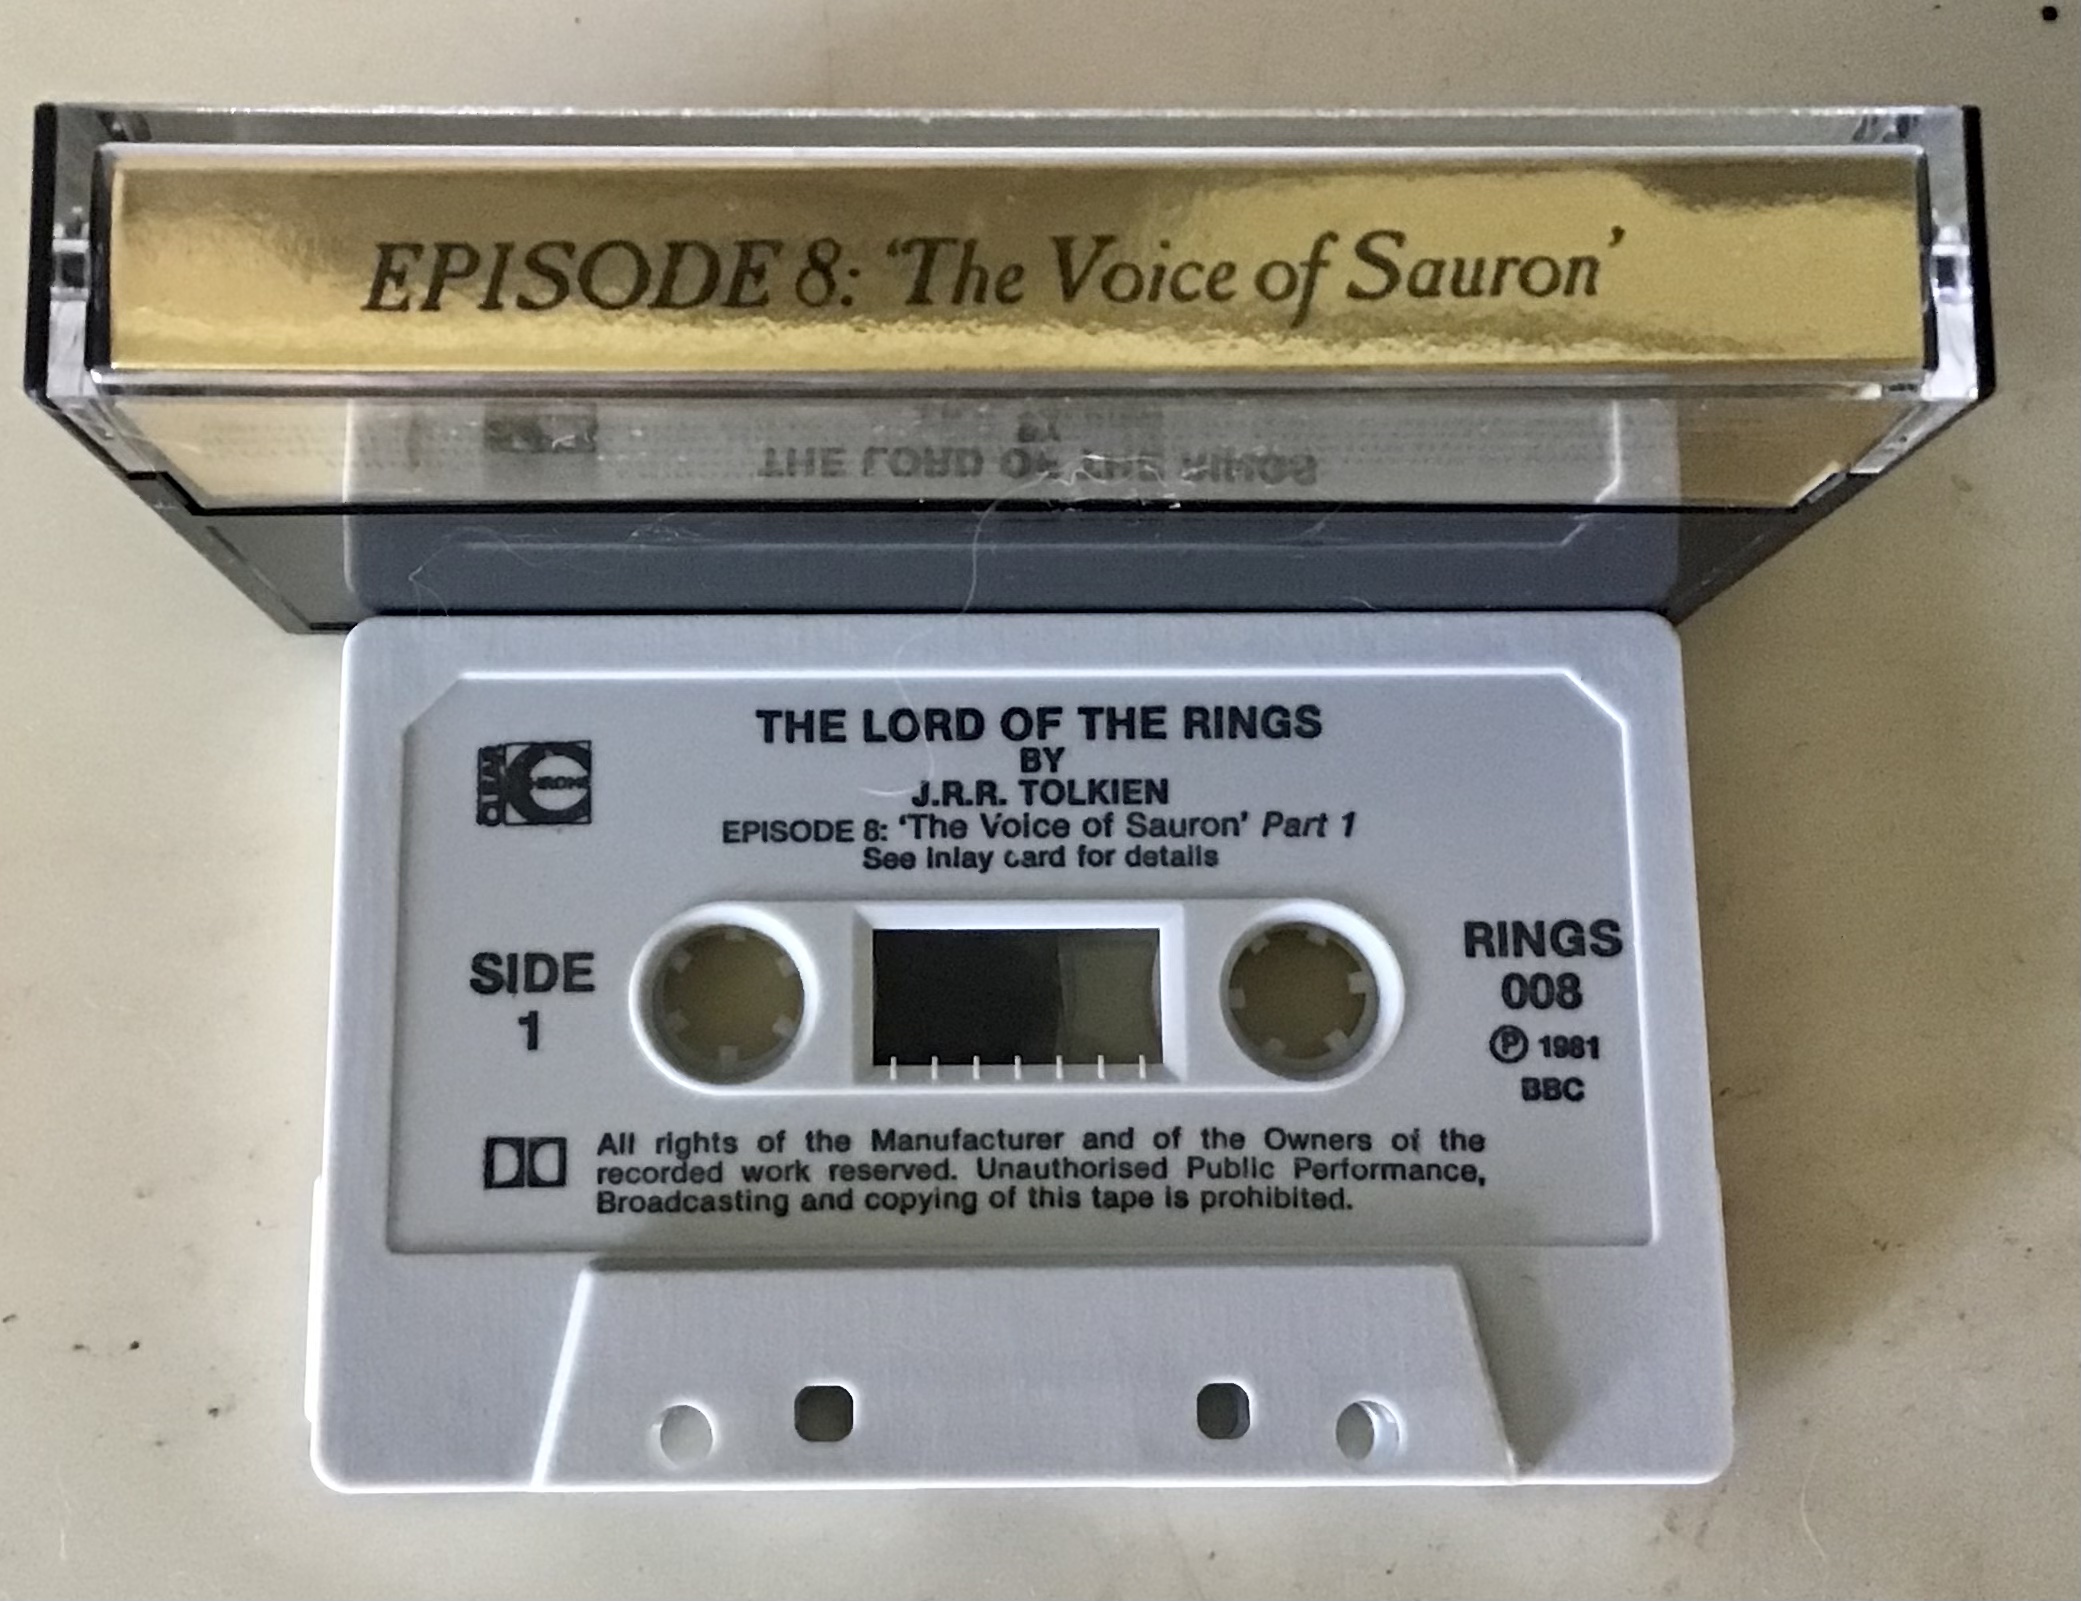 EPISODE 8: ‘The Voice of Sauron’
THE LORD OF THE RINGS
BY
J.R.R. TOLKIEN
EPISODE 8: ‘The Voice of Sauron’ Part 1
See inlay card for details
SIDE
1
RINGS
008
Ⓟ 1981
BBC
All rights of the Manufacturer and of the Owners of the
recorded work reserved. Unauthorised Public Performance,
Broadcasting and copying of this tape is prohibited.